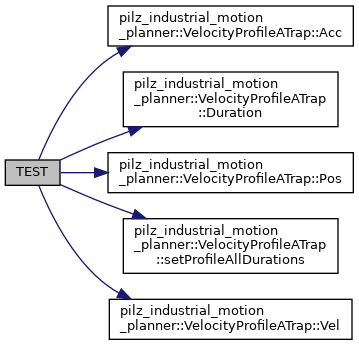 TEST
pilz_industrial_motion
_planner::VelocityProfileATrap::Acc
pilz_industrial_motion
_planner::VelocityProfileATrap
::Duration
pilz_industrial_motion
_planner::VelocityProfileATrap::Pos
pilz_industrial_motion
_planner::VelocityProfileATrap
::setProfileAllDurations
pilz_industrial_motion
_planner::VelocityProfileATrap::Vel